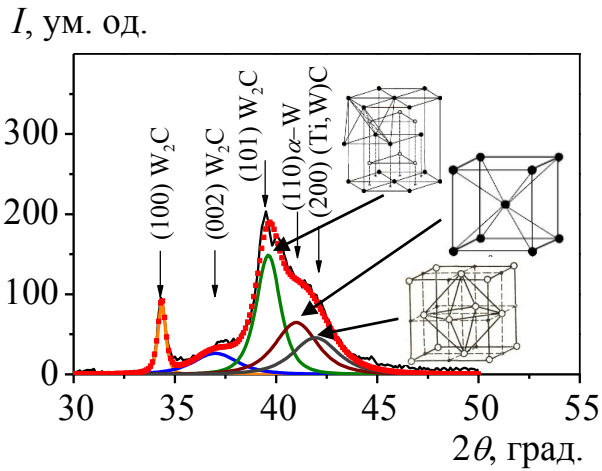 I, ум. од.
300
200
100
0
(100) W₂C
(002) W₂C
(101) W₂C
(110)α–W
(200) (Ti,W)C
30 35 40 45 50 55
2θ, град.